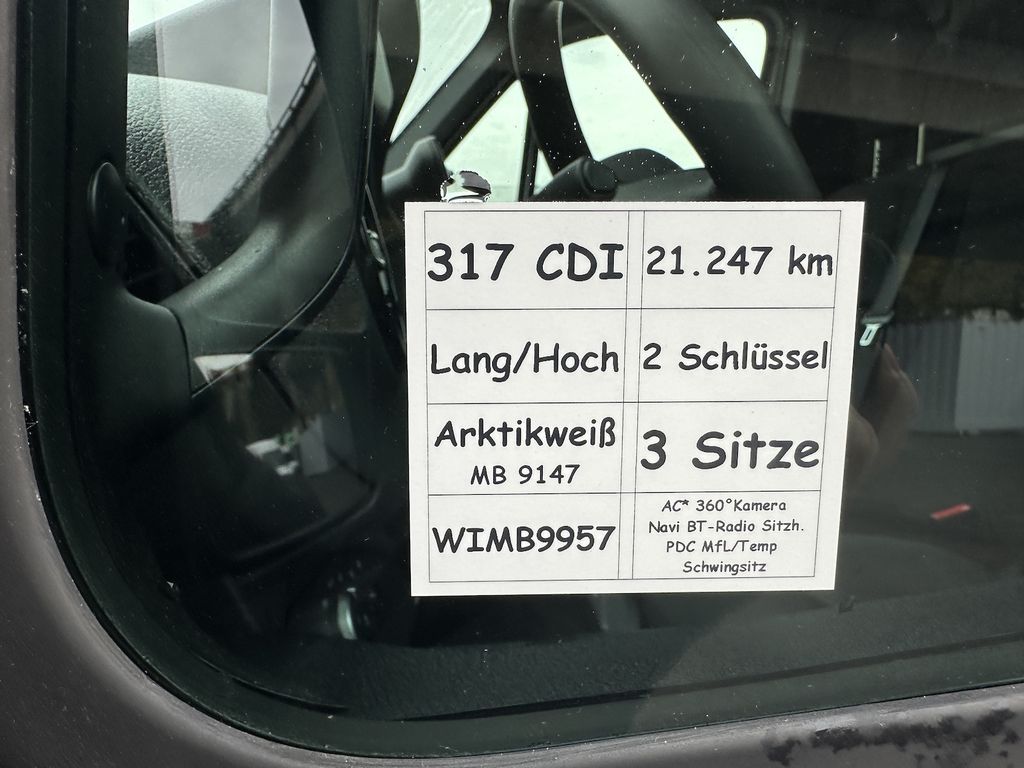 317 CDI
21.247 km
Lang/Hoch
2 Schlüssel
Arktikweiß
MB 9147
3 Sitze
WIMB9957
AC* 360°Kamera
Navi BT-Radio Sitzh.
PDC MfL/Temp
Schwingsitz